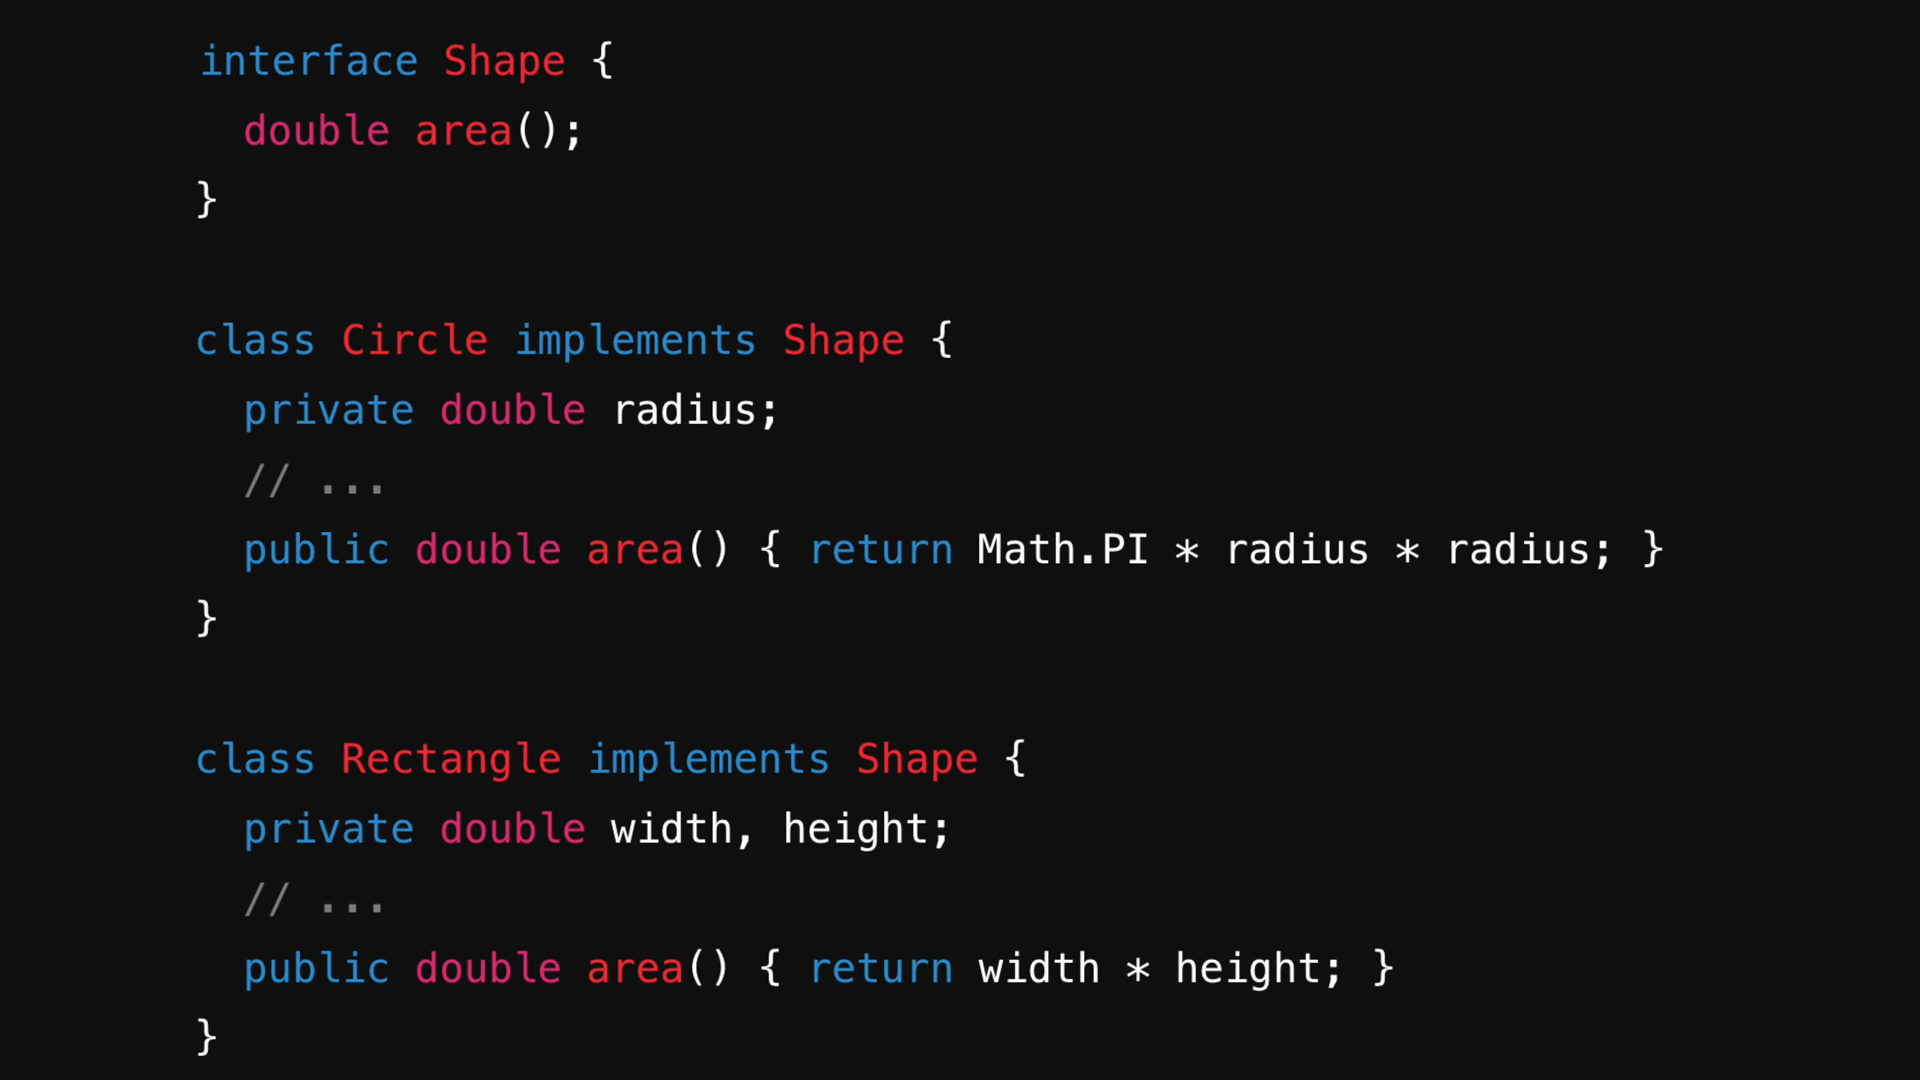 interface Shape {
  double area();
}

class Circle implements Shape {
  private double radius;
  // ...
  public double area() { return Math.PI * radius * radius; }
}

class Rectangle implements Shape {
  private double width, height;
  // ...
  public double area() { return width * height; }
}